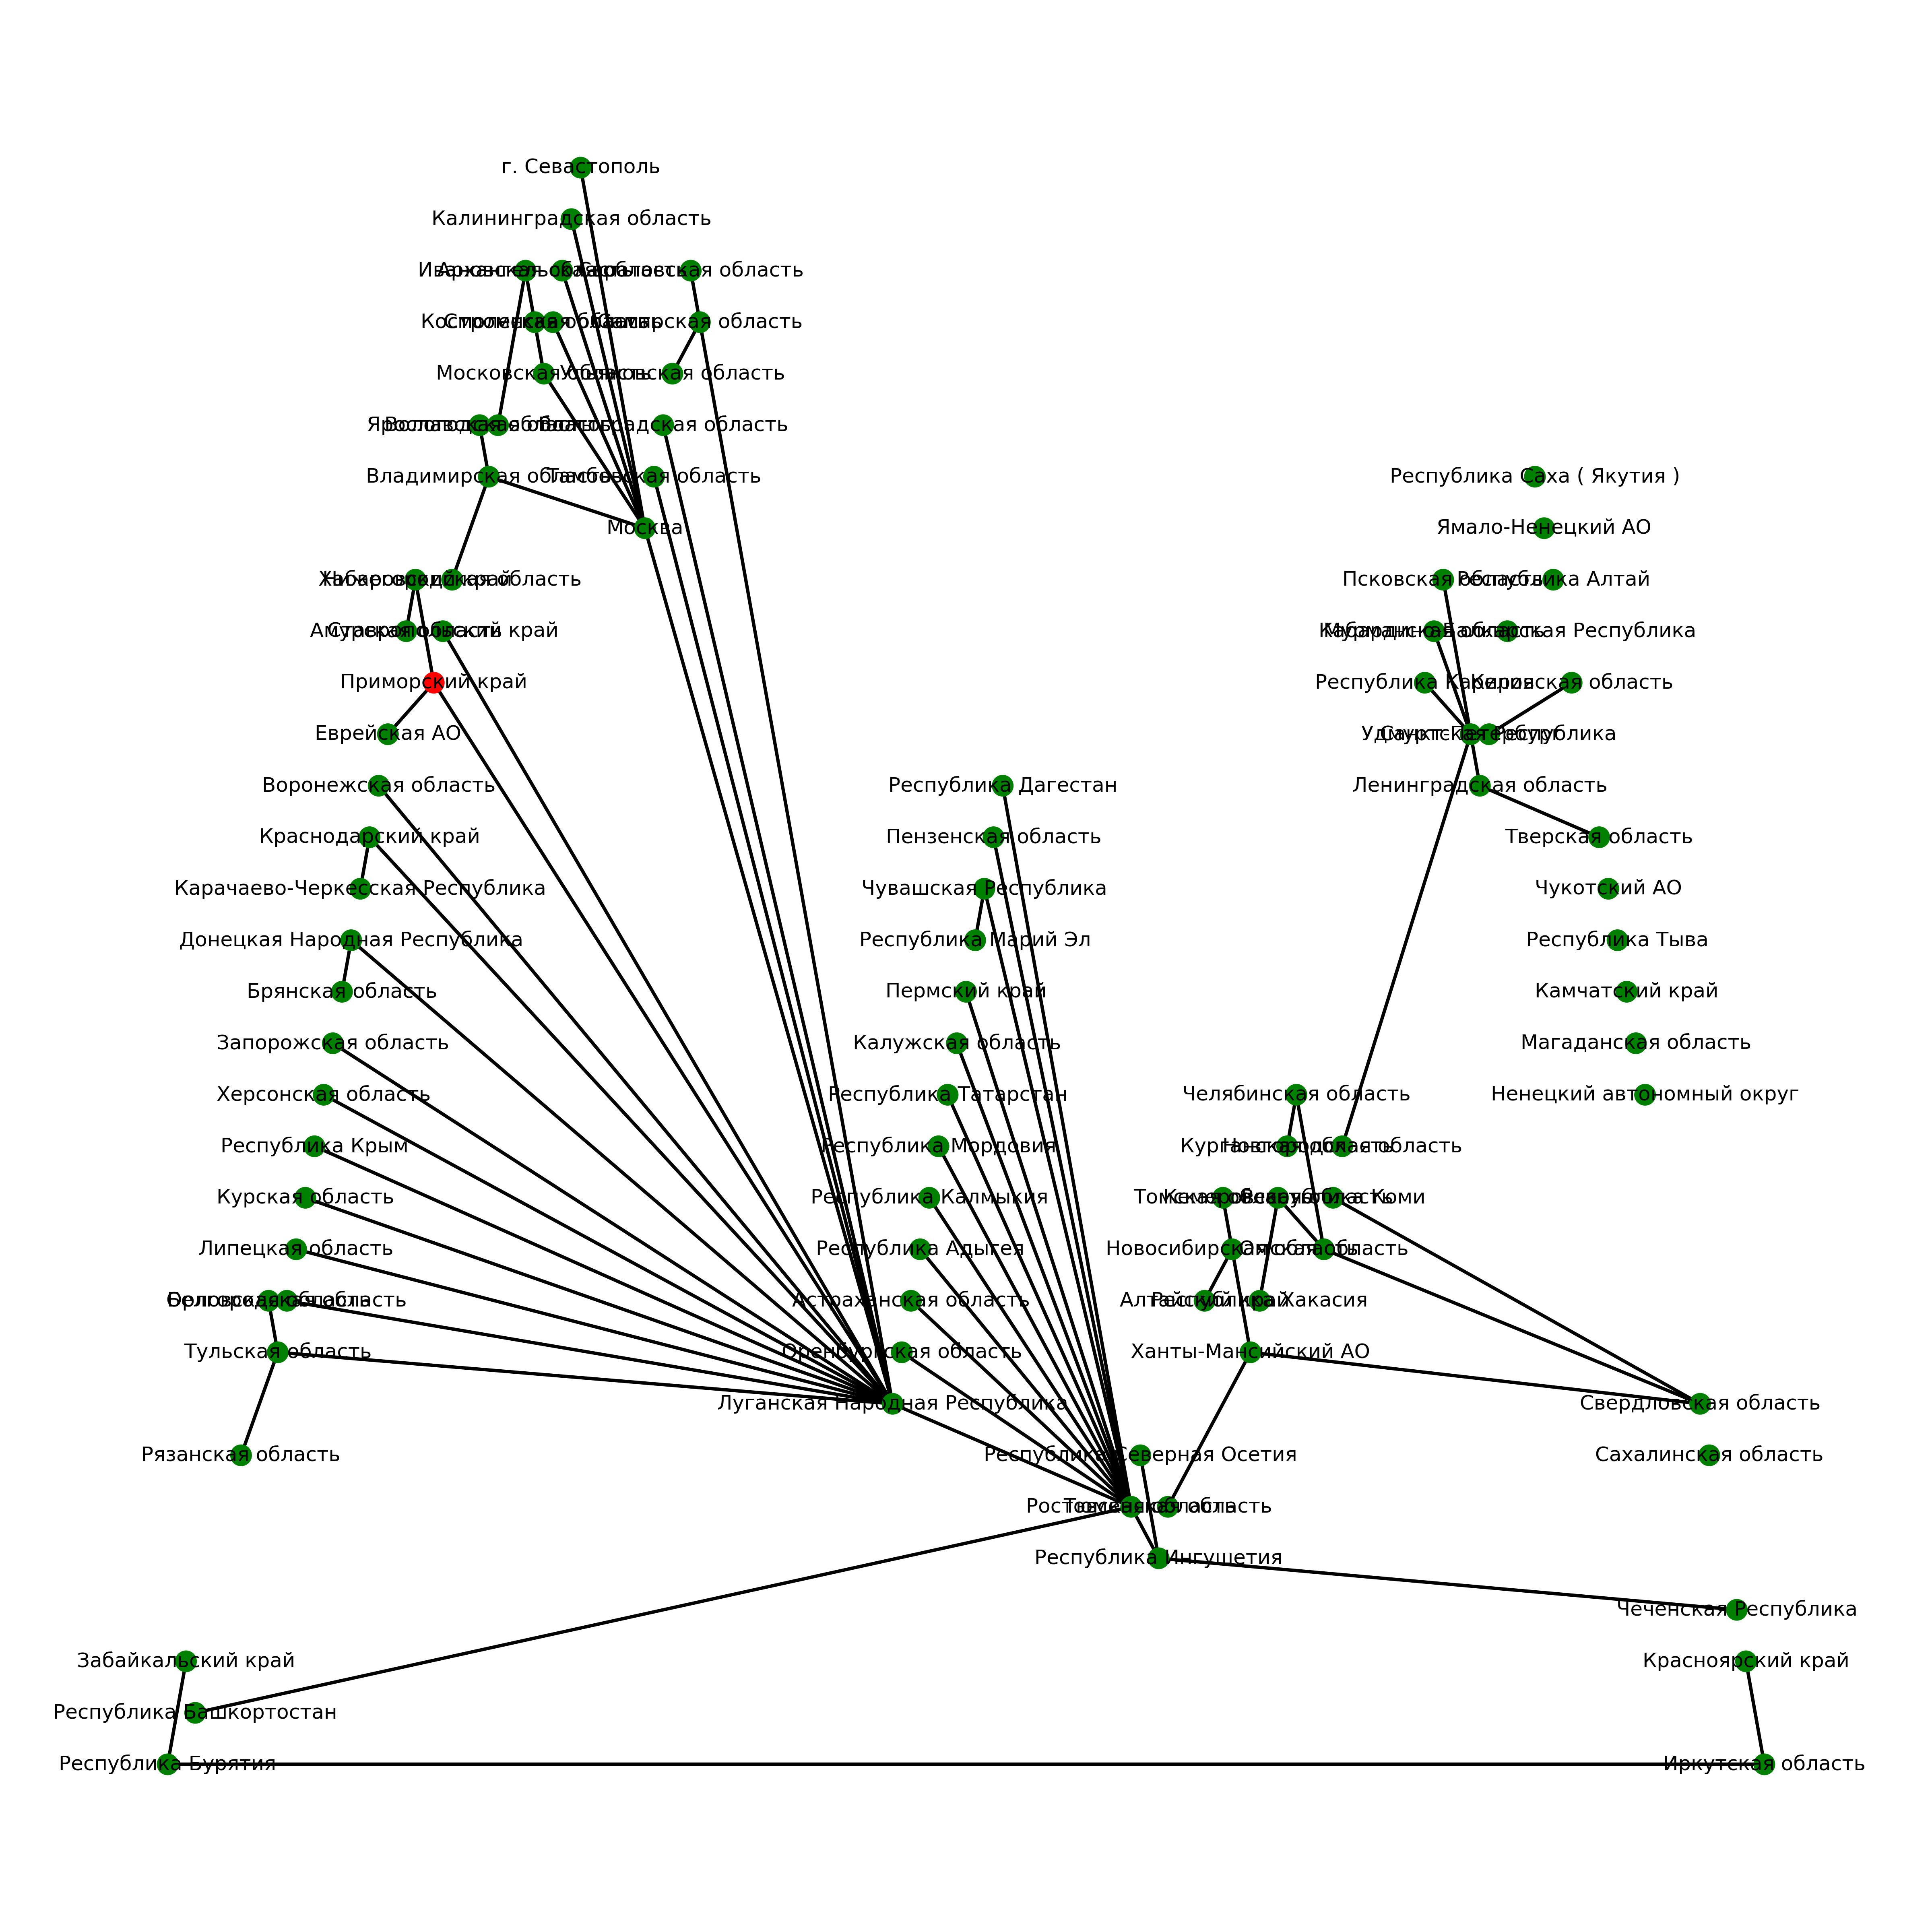 г. Севастополь
Калининградская область
Ивановская область
Архангельская область
Саратовская область
Костромская область
Смоленская область
Самарская область
Московская область
Ульяновская область
Ярославская область
Вологодская область
Волгоградская область
Владимирская область
Тамбовская область
Республика Саха ( Якутия )
Москва
Ямало-Ненецкий АО
Хабаровский край
Нижегородская область
Псковская область
Республика Алтай
Амурская область
Ставропольский край
Мурманская область
Кабардино-Балкарская Республика
Приморский край
Республика Карелия
Кировская область
Еврейская АО
Санкт-Петербург
Удмуртская Республика
Воронежская область
Республика Дагестан
Ленинградская область
Краснодарский край
Пензенская область
Тверская область
Карачаево-Черкесская Республика
Чувашская Республика
Чукотский АО
Донецкая Народная Республика
Республика Марий Эл
Республика Тыва
Брянская область
Пермский край
Камчатский край
Запорожская область
Калужская область
Магаданская область
Херсонская область
Республика Татарстан
Челябинская область
Ненецкий автономный округ
Республика Крым
Республика Мордовия
Курганская область
Новгородская область
Курская область
Республика Калмыкия
Томская область
Кемеровская область
Республика Коми
Липецкая область
Республика Адыгея
Новосибирская область
Омская область
Орловская область
Белгородская область
Астраханская область
Алтайский край
Республика Хакасия
Тульская область
Оренбургская область
Ханты-Мансийский АО
Луганская Народная Республика
Свердловская область
Рязанская область
Республика Северная Осетия
Сахалинская область
Ростовская область
Тюменская область
Республика Ингушетия
Чеченская Республика
Забайкальский край
Красноярский край
Республика Башкортостан
Республика Бурятия
Иркутская область